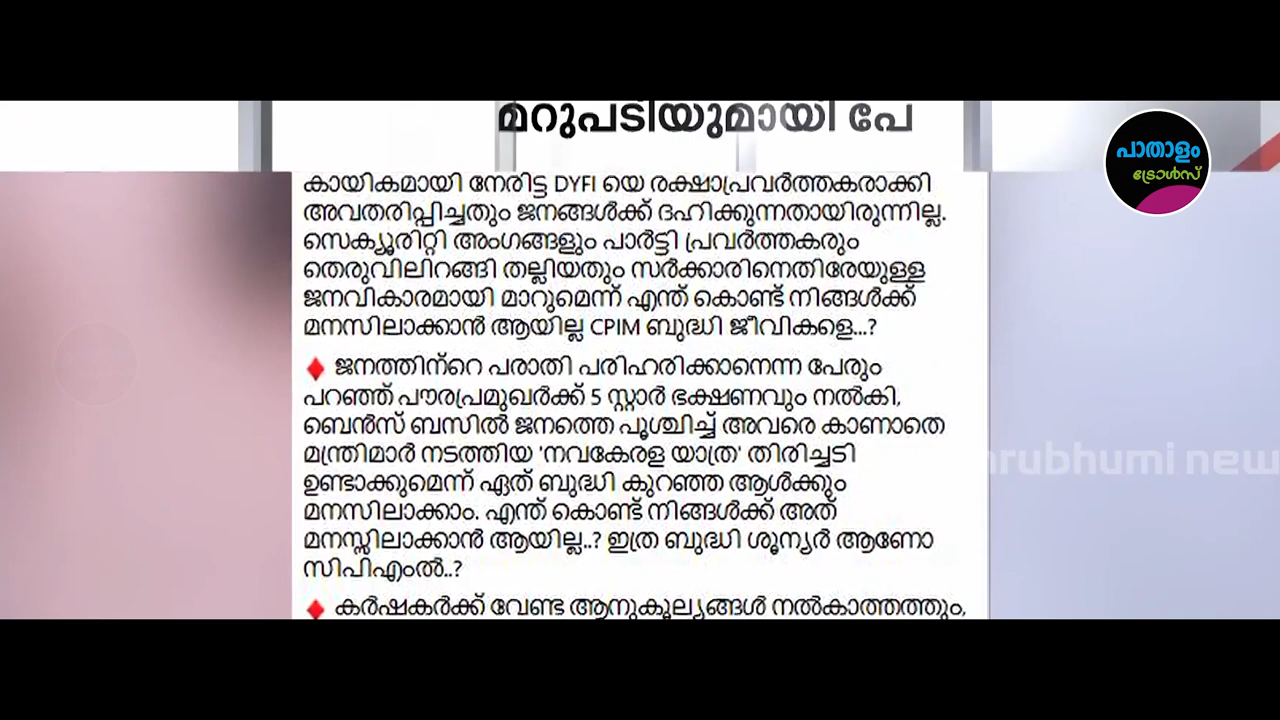 മറുപടിയുമായി പേ
പാതാളം
ട്രോൾസ്
കായികമായി നേരിട്ട DYFI യെ രക്ഷാപ്രവർത്തകരാക്കി
അവതരിപ്പിച്ചതും ജനങ്ങൾക്ക് ദഹിക്കുന്നതായിരുന്നില്ല.
സെക്യൂരിറ്റി അംഗങ്ങളും പാർട്ടി പ്രവർത്തകരും
തെരുവിലിറങ്ങി തല്ലിയതും സർക്കാരിനെതിരേയുള്ള
ജനവികാരമായി മാറുമെന്ന് എന്ത് കൊണ്ട് നിങ്ങൾക്ക്
മനസിലാക്കാൻ ആയില്ല CPIM ബുദ്ധി ജീവികളെ...?
♦ ജനത്തിന്റെ പരാതി പരിഹരിക്കാനെന്ന പേരും
പറഞ്ഞ് പൗരപ്രമുഖർക്ക് 5 സ്റ്റാർ ഭക്ഷണവും നൽകി,
ബെൻസ് ബസിൽ ജനത്തെ പൂശ്ചിച്ച് അവരെ കാണാതെ
മന്ത്രിമാർ നടത്തിയ 'നവകേരള യാത്ര' തിരിച്ചടി
ഉണ്ടാക്കുമെന്ന് ഏത് ബുദ്ധി കുറഞ്ഞ ആൾക്കും
മനസിലാക്കാം. എന്ത് കൊണ്ട് നിങ്ങൾക്ക് അത്
മനസ്സിലാക്കാൻ ആയില്ല..? ഇത്ര ബുദ്ധി ശൂന്യർ ആണോ
സിപിഎംൽ..?
♦ കർഷകർക്ക് വേണ്ട ആനുകൂല്യങ്ങൾ നൽകാത്തത്തും,
rubhumi new